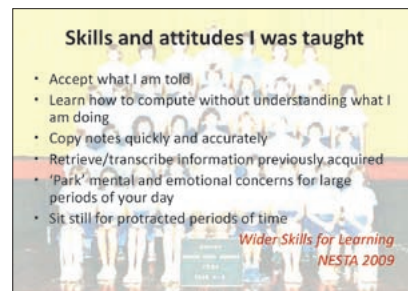 Skills and attitudes I was taught
• Accept what I am told
• Learn how to compute without understanding what I
am doing
• Copy notes quickly and accurately
• Retrieve/transcribe information previously acquired
• ‘Park’ mental and emotional concerns for large
periods of your day
• Sit still for protracted periods of time
Wider Skills for Learning
NESTA 2009